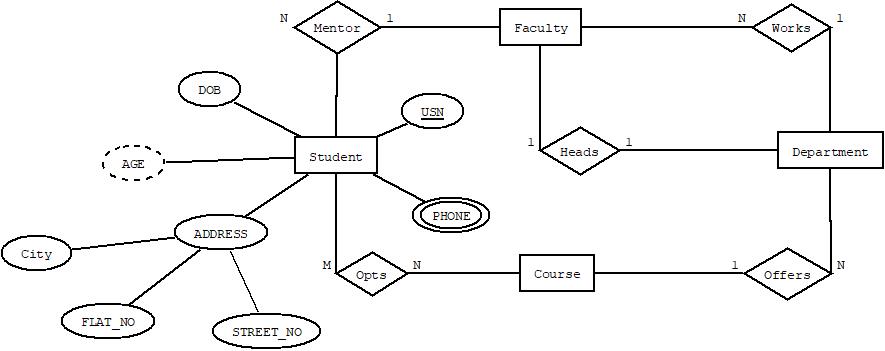 N
Mentor
1
Faculty
N
Works
1
DOB
USN
AGE
Student
1
Heads
1
Department
PHONE
ADDRESS
City
M
Opts
N
Course
1
Offers
N
FLAT_NO
STREET_NO